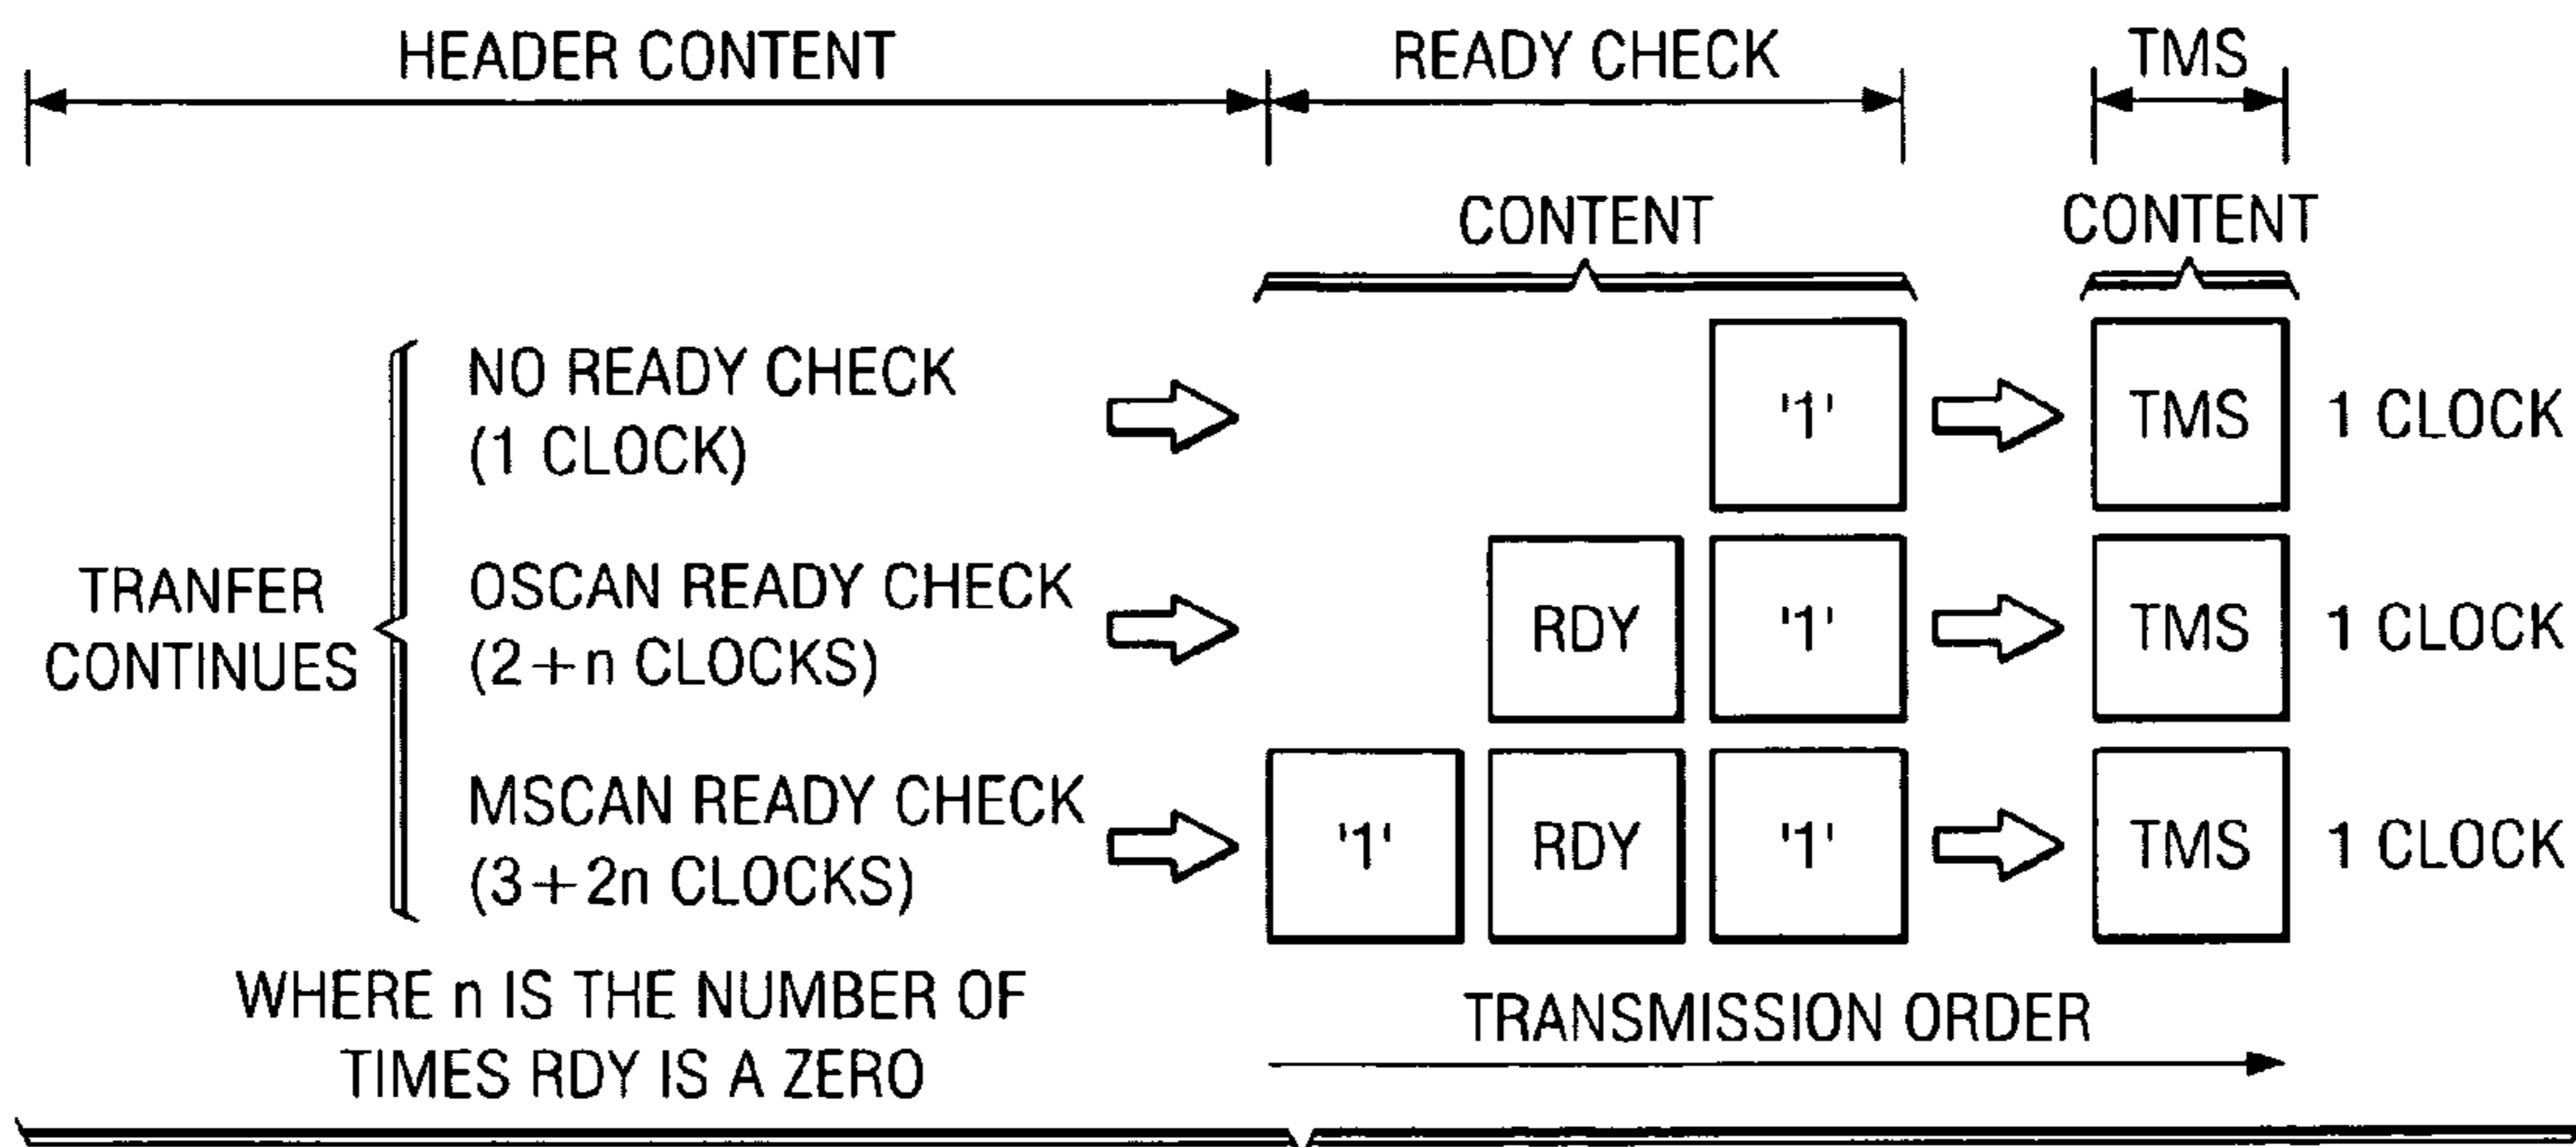 HEADER CONTENT
READY CHECK
TMS
CONTENT
CONTENT
NO READY CHECK
(1 CLOCK)
'1'
TMS
1 CLOCK
TRANFER
CONTINUES
OSCAN READY CHECK
(2+n CLOCKS)
RDY
'1'
TMS
1 CLOCK
MSCAN READY CHECK
(3+2n CLOCKS)
'1'
RDY
'1'
TMS
1 CLOCK
WHERE n IS THE NUMBER OF
TIMES RDY IS A ZERO
TRANSMISSION ORDER